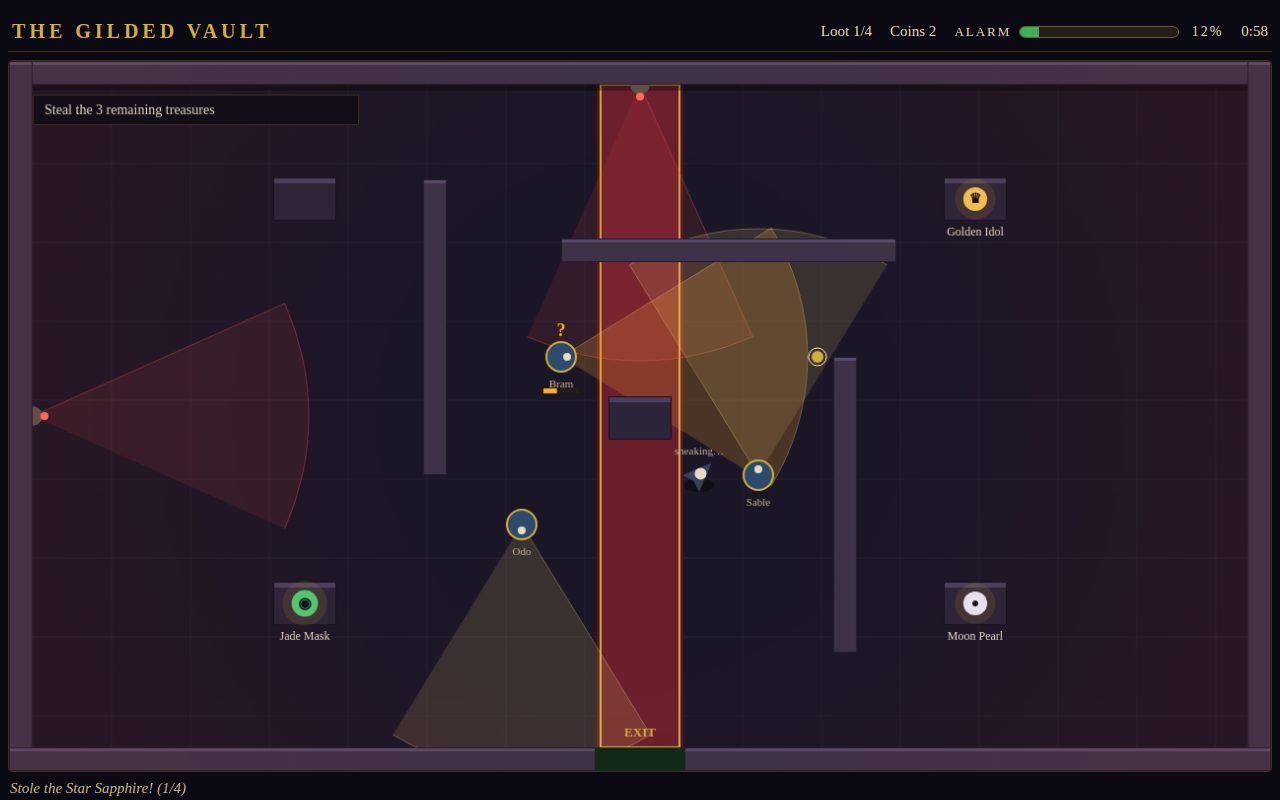 THE GILDED VAULT
Loot 1/4 Coins 2 ALARM 12% 0:58
Steal the 3 remaining treasures
Golden Idol
?
Bram
sneaking…
Sable
Odo
Jade Mask
Moon Pearl
EXIT
Stole the Star Sapphire! (1/4)